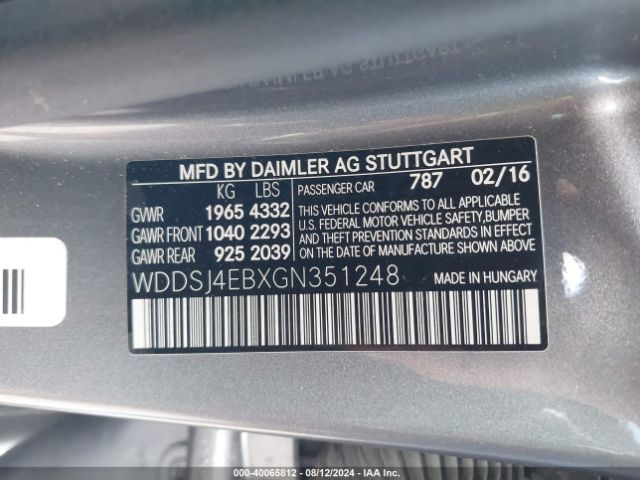 MFD BY DAIMLER AG STUTTGART
KG LBS
PASSENGER CAR 787 02/16
GVWR 1965 4332
GAWR FRONT 1040 2293
GAWR REAR 925 2039
THIS VEHICLE CONFORMS TO ALL APPLICABLE
U.S. FEDERAL MOTOR VEHICLE SAFETY,BUMPER
AND THEFT PREVENTION STANDARDS IN EFFECT
ON THE DATE OF MANUFACTURE SHOWN ABOVE.
WDDSJ4EBXGN351248 MADE IN HUNGARY
US - 40065812 - 08/12/2024 - IAA Inc.